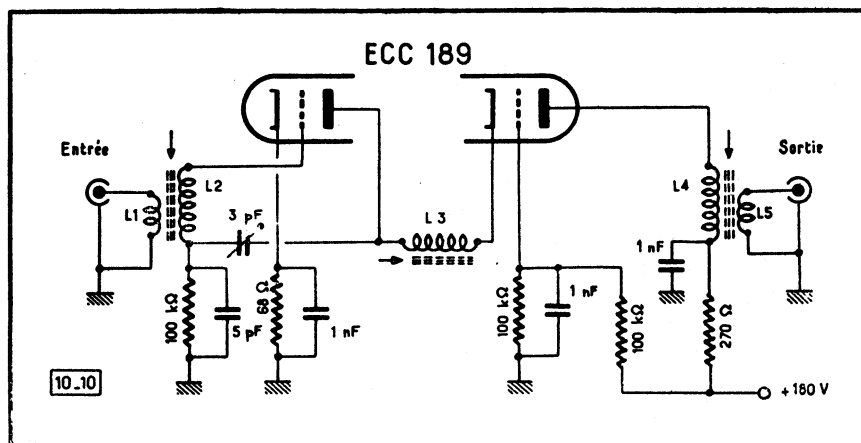 ECC 189
Entrée
Sortie
L1
L2
L4
L5
3 pF
L3
1 nF
100 kΩ
5 pF
68 Ω
1 nF
100 kΩ
1 nF
100 kΩ
270 Ω
10_10
+180 V